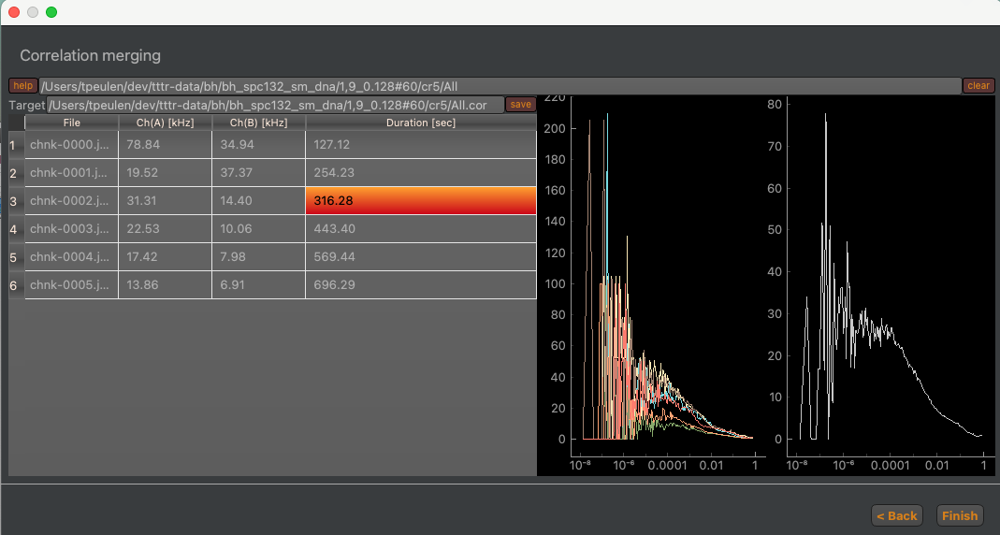 Correlation merging
help /Users/tpeulen/dev/tttr-data/bh/bh_spc132_sm_dna/1,9_0.128#60/cr5/All clear
Target /Users/tpeulen/dev/tttr-data/bh/bh_spc132_sm_dna/1,9_0.128#60/cr5/All.cor save
File Ch(A) [kHz] Ch(B) [kHz] Duration [sec]
1 chnk-0000.j... 78.84 34.94 127.12
2 chnk-0001.j... 19.52 37.37 254.23
3 chnk-0002.j... 31.31 14.40 316.28
4 chnk-0003.j... 22.53 10.06 443.40
5 chnk-0004.j... 17.42 7.98 569.44
6 chnk-0005.j... 13.86 6.91 696.29
220
200
180
160
140
120
100
80
60
40
20
0
10⁻⁸ 10⁻⁶ 0.0001 0.01 1
80
70
60
50
40
30
20
10
0
10⁻⁸ 10⁻⁶ 0.0001 0.01 1
< Back Finish